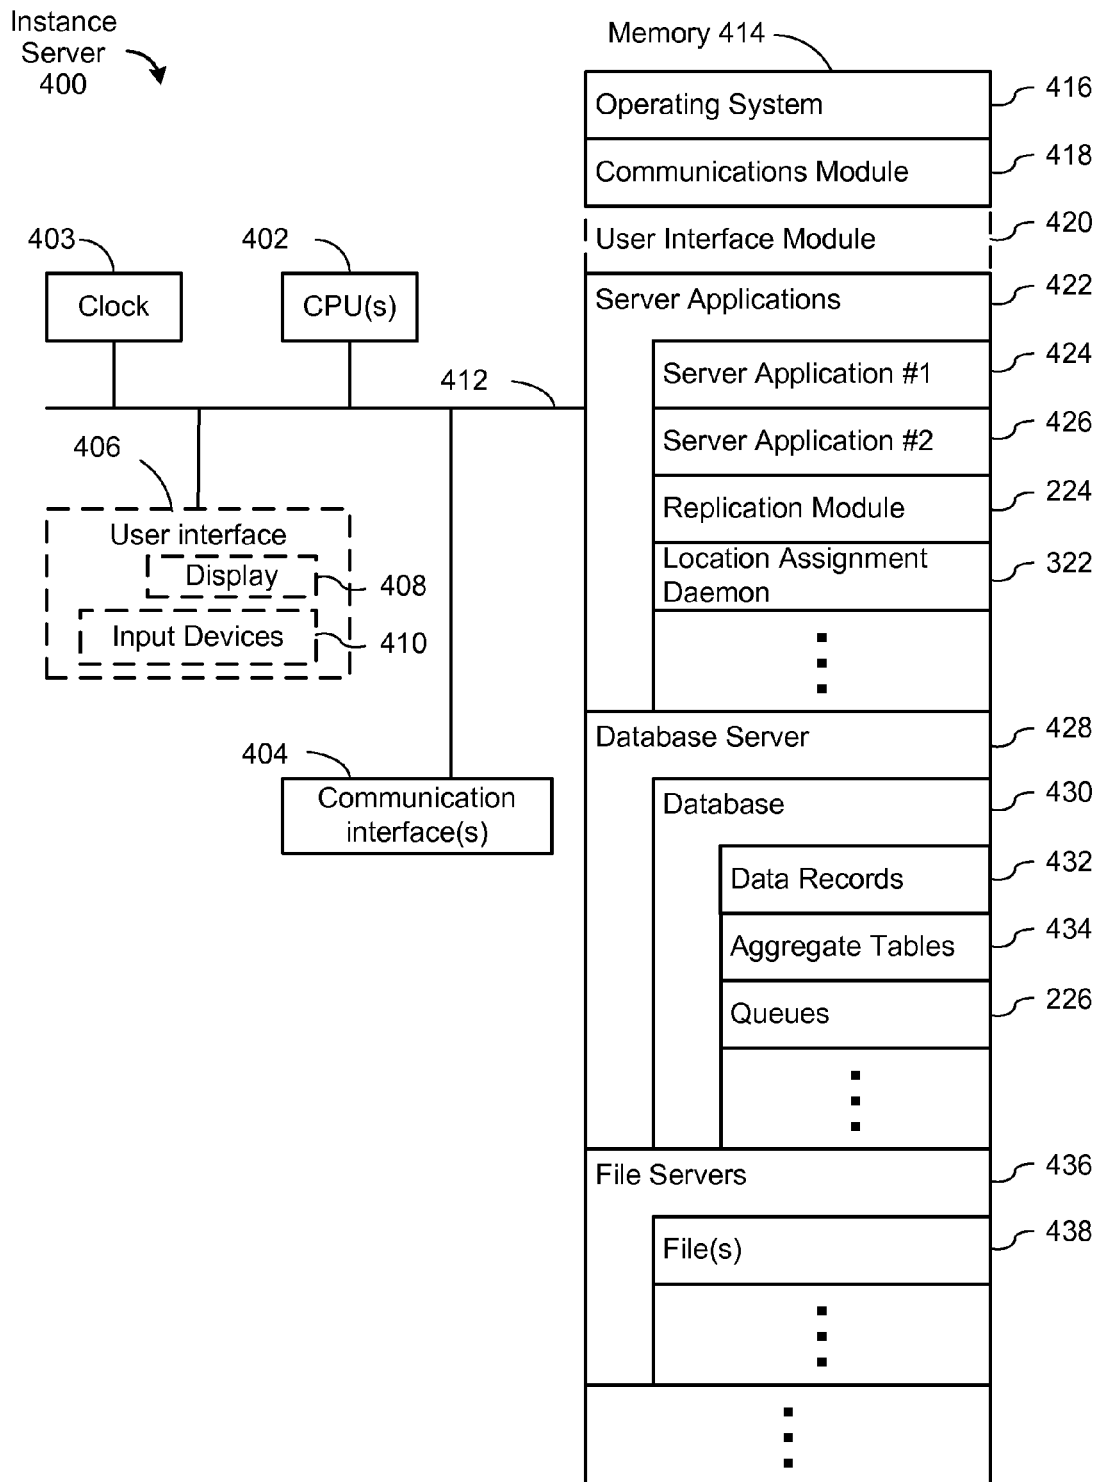 Instance
Server
400
Memory 414
Operating System
416
Communications Module
418
User Interface Module
420
403
402
Clock
CPU(s)
412
Server Applications
422
Server Application #1
424
Server Application #2
426
Replication Module
224
Location Assignment
Daemon
322
406
User interface
Display
408
Input Devices
410
404
Communication
interface(s)
Database Server
428
Database
430
Data Records
432
Aggregate Tables
434
Queues
226
File Servers
436
File(s)
438